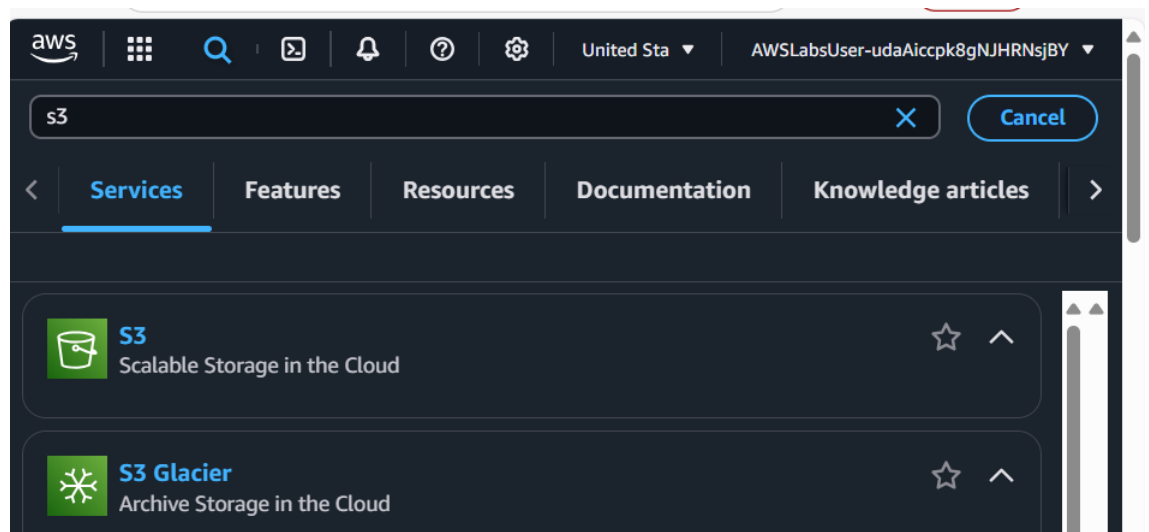 aws United Sta AWSLabsUser-udaAiccpk8gNJHRNsjBY
s3 Cancel
Services Features Resources Documentation Knowledge articles
S3
Scalable Storage in the Cloud
S3 Glacier
Archive Storage in the Cloud